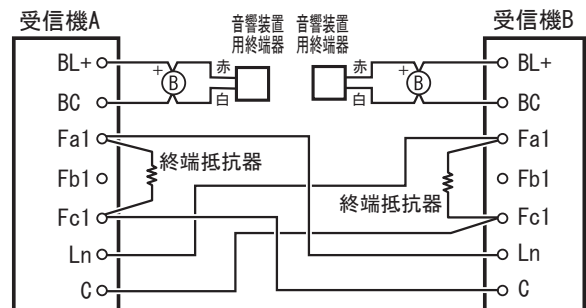 受信機A
音響装置
用終端器
音響装置
用終端器
受信機B
BL+
+
B
赤
白
BC
赤
白
+
B
BL+
BC
Fa1
終端抵抗器
Fb1
Fc1
Ln
C
Fa1
終端抵抗器
Fb1
Fc1
Ln
C